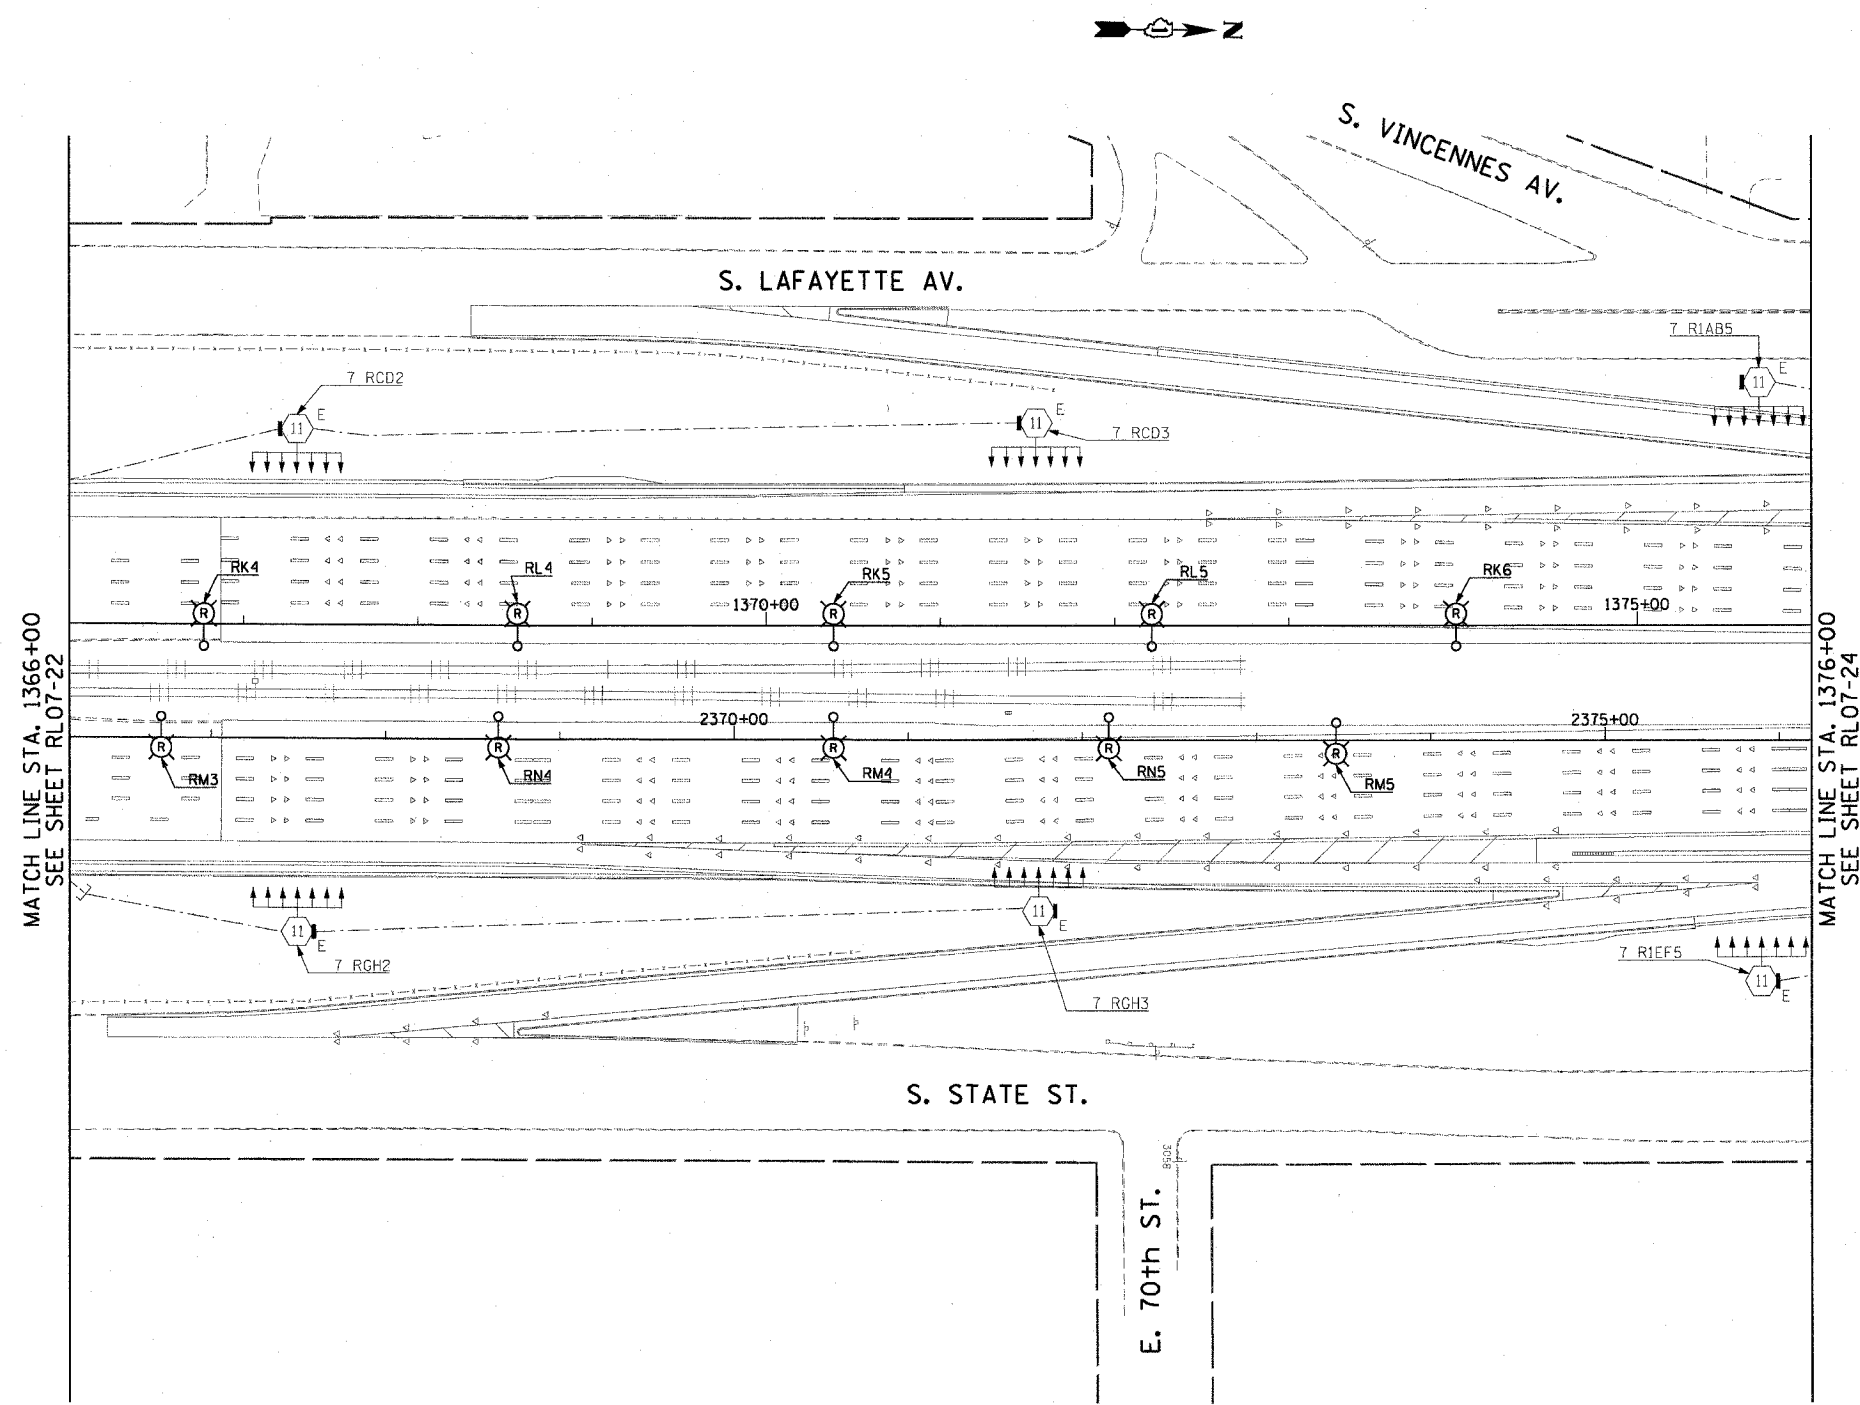 N
S. VINCENNES AV.
S. LAFAYETTE AV.
7 R1AB5
11
E
7 RCD2
11
E
11
E
7 RCD3
RK4
R
RL4
R
RK5
R
RL5
R
RK6
R
1370+00
1375+00
MATCH LINE STA. 1366+00
SEE SHEET RL07-22
MATCH LINE STA. 1376+00
SEE SHEET RL07-24
2370+00
2375+00
R
RM3
R
RN4
R
RM4
R
RN5
R
RM5
11
E
7 RGH2
11
E
7 RGH3
7 R1EF5
11
E
S. STATE ST.
3058
E. 70th ST.